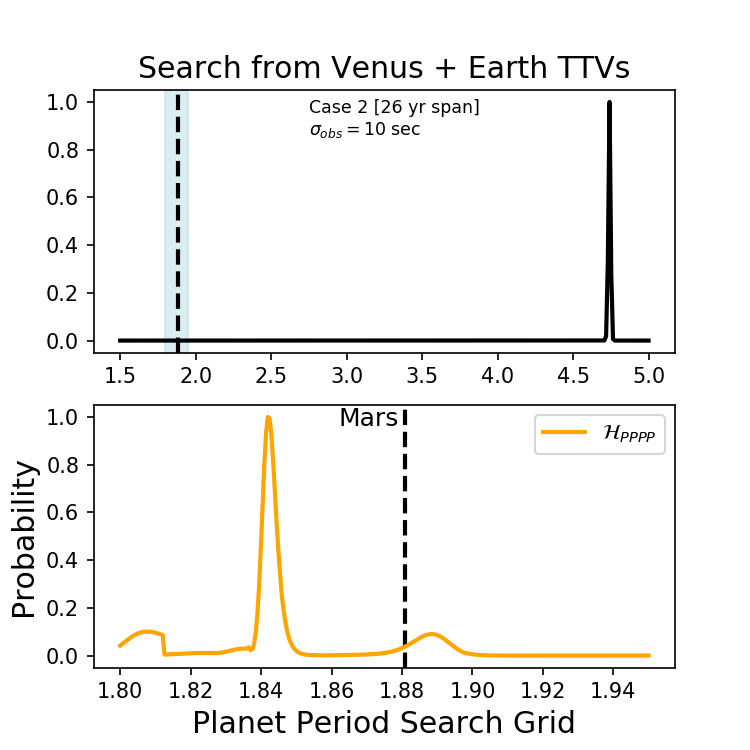 Search from Venus + Earth TTVs
1.0
0.8
0.6
0.4
0.2
0.0
Case 2 [26 yr span]
σ_obs = 10 sec
1.5 2.0 2.5 3.0 3.5 4.0 4.5 5.0
Probability
1.0
0.8
0.6
0.4
0.2
0.0
Mars
ℋ_PPPP
1.80 1.82 1.84 1.86 1.88 1.90 1.92 1.94
Planet Period Search Grid